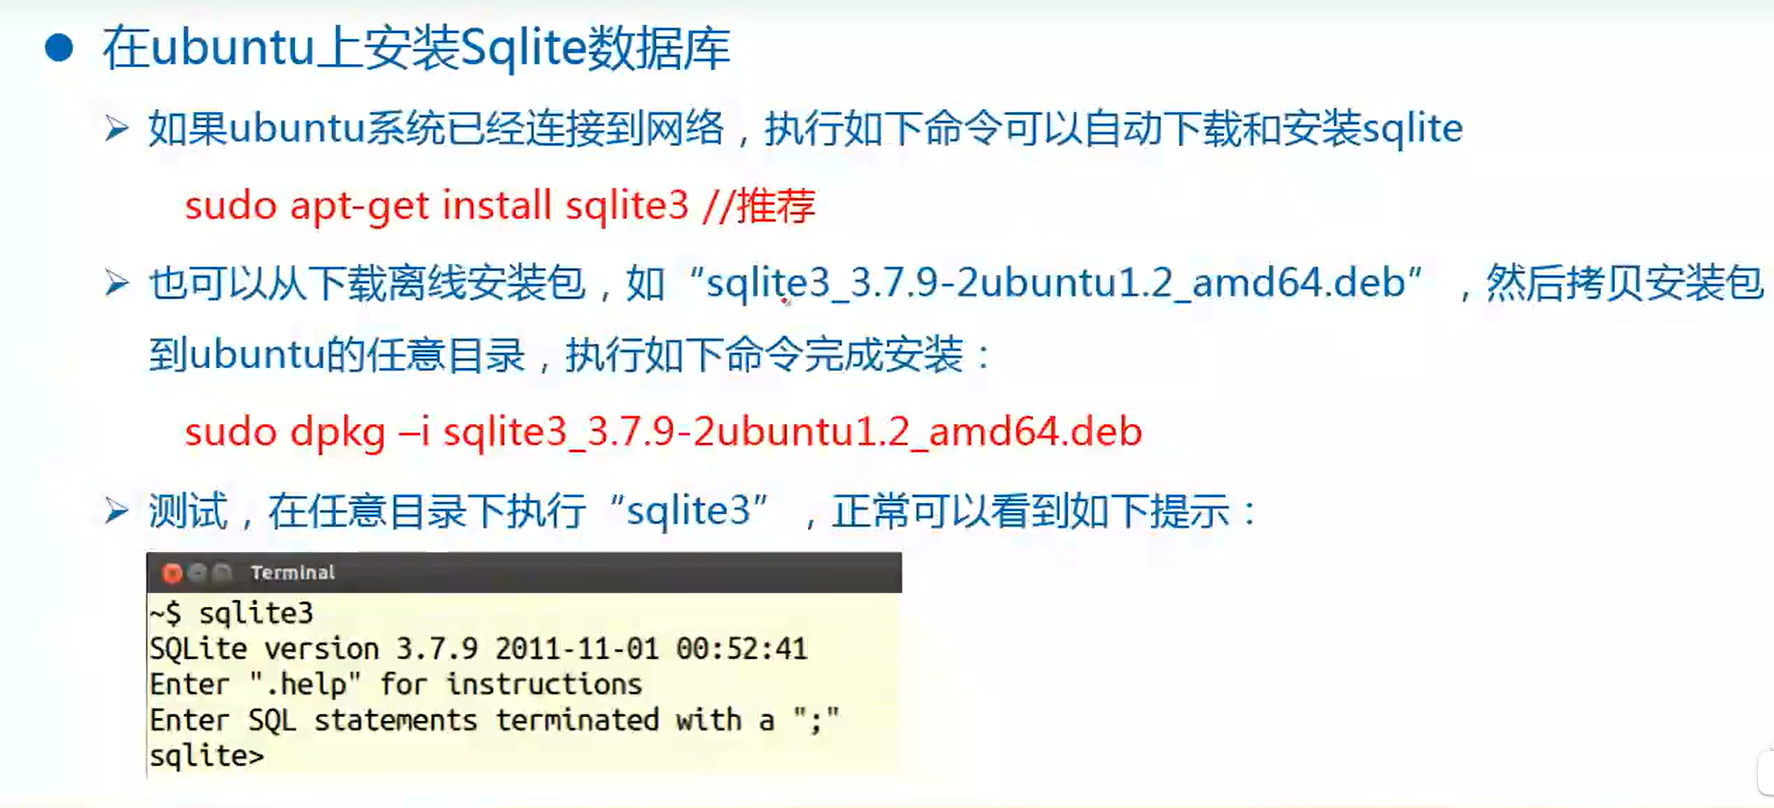 在ubuntu上安装Sqlite数据库
如果ubuntu系统已经连接到网络，执行如下命令可以自动下载和安装sqlite
sudo apt-get install sqlite3 //推荐
也可以从下载离线安装包，如“sqlite3_3.7.9-2ubuntu1.2_amd64.deb”，然后拷贝安装包
到ubuntu的任意目录，执行如下命令完成安装：
sudo dpkg –i sqlite3_3.7.9-2ubuntu1.2_amd64.deb
测试，在任意目录下执行“sqlite3”，正常可以看到如下提示：
Terminal
~$ sqlite3
SQLite version 3.7.9 2011-11-01 00:52:41
Enter ".help" for instructions
Enter SQL statements terminated with a ";"
sqlite>